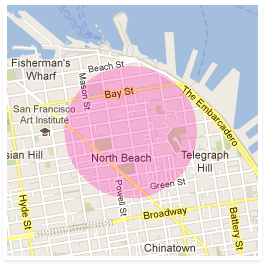 Fisherman's
Wharf
Beach St
Mason St
Bay St
The Embarcadero
San Francisco
Art Institute
sian Hill
North Beach
Telegraph
Hill
Powell St
Green St
Hyde St
Broadway
Battery St
Chinatown